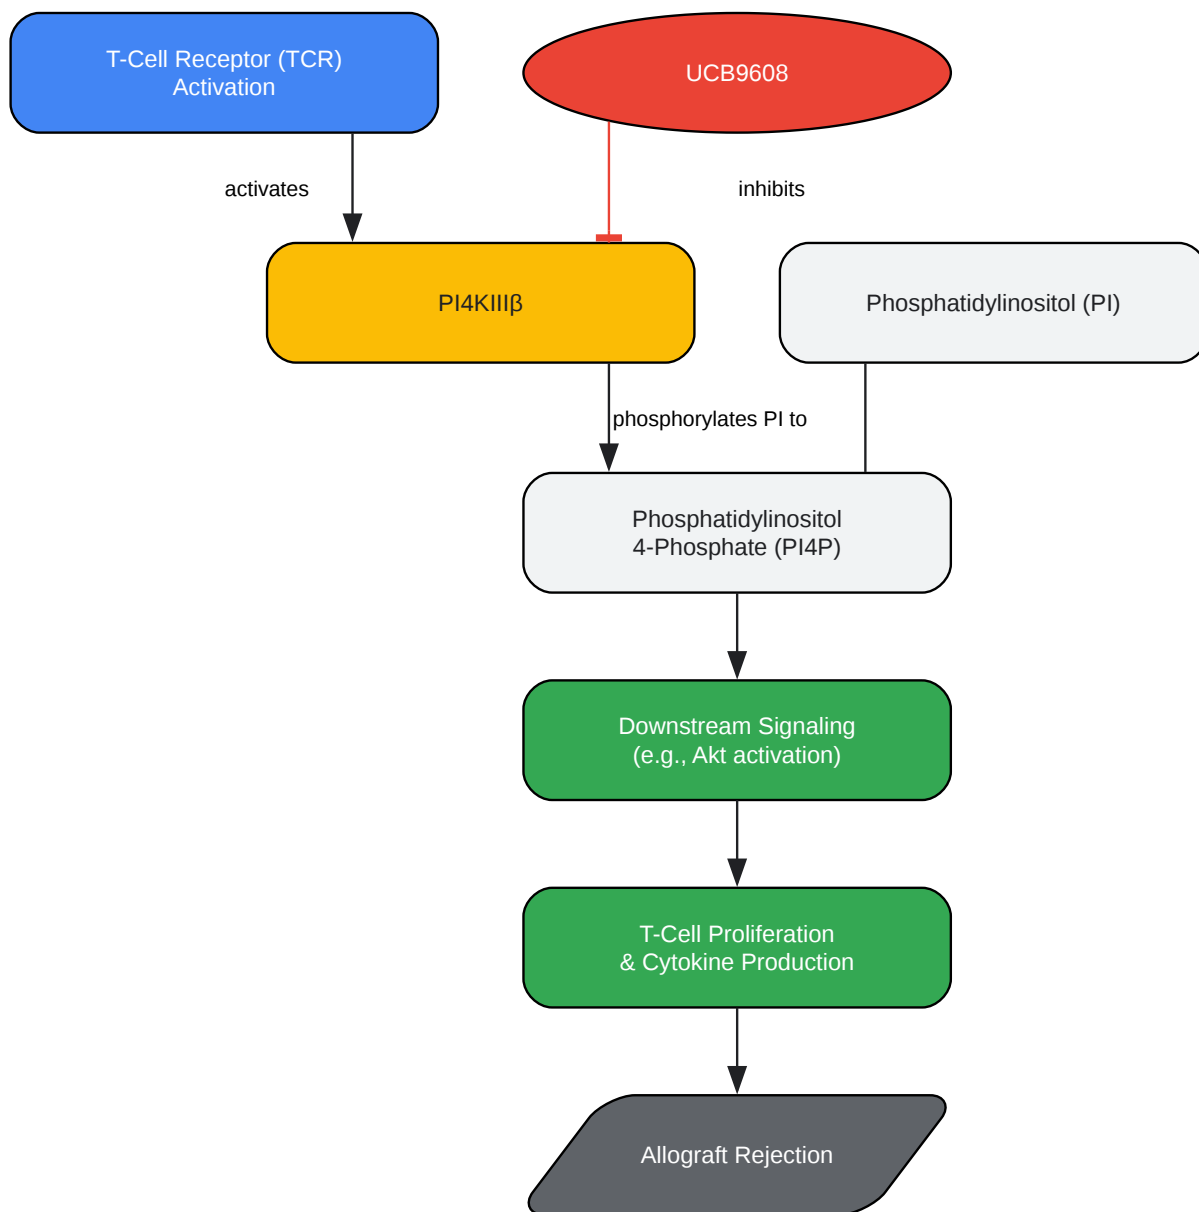 T-Cell Receptor (TCR)
Activation
UCB9608
activates
inhibits
PI4KIIIβ
Phosphatidylinositol (PI)
phosphorylates PI to
Phosphatidylinositol
4-Phosphate (PI4P)
Downstream Signaling
(e.g., Akt activation)
T-Cell Proliferation
& Cytokine Production
Allograft Rejection